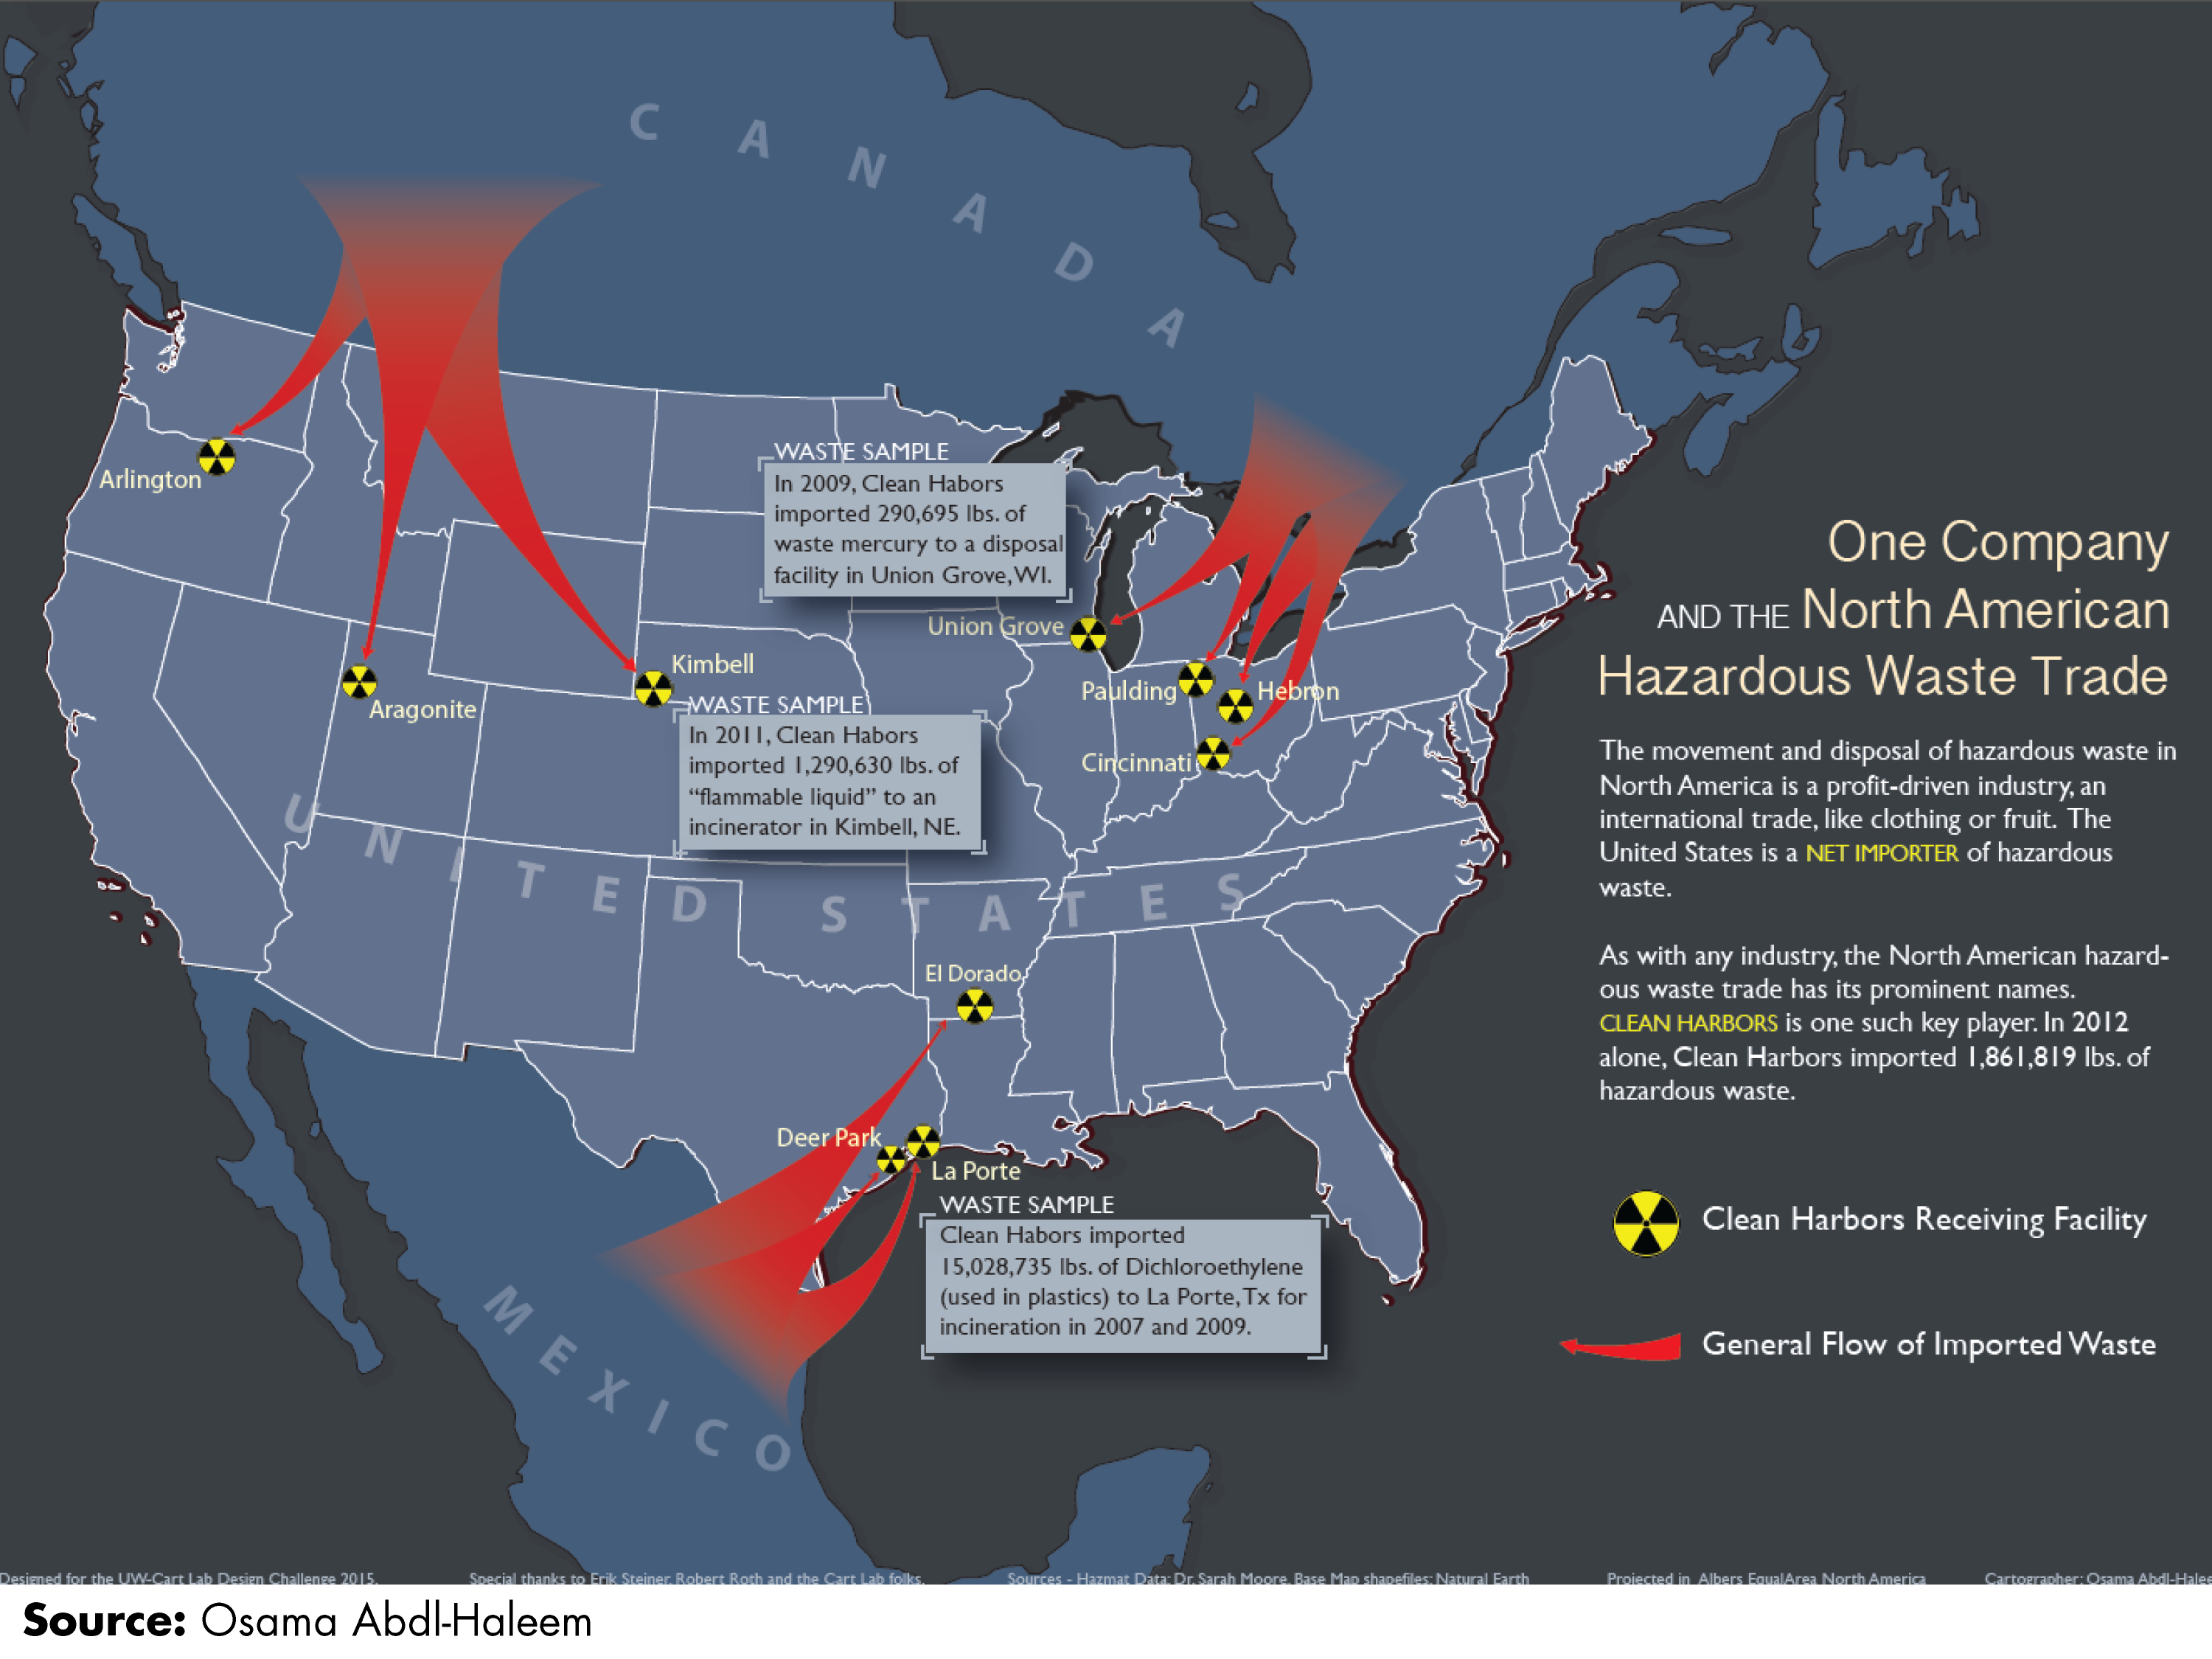 C A N A D A
Arlington
WASTE SAMPLE
In 2009, Clean Habors
imported 290,695 lbs. of
waste mercury to a disposal
facility in Union Grove, WI.
Union Grove
Kimbell
Aragonite
WASTE SAMPLE
In 2011, Clean Habors
imported 1,290,630 lbs. of
“flammable liquid” to an
incinerator in Kimbell, NE.
Paulding
Hebron
Cincinnati
UNITED STATES
El Dorado
Deer Park
La Porte
WASTE SAMPLE
Clean Habors imported
15,028,735 lbs. of Dichloroethylene
(used in plastics) to La Porte, Tx for
incineration in 2007 and 2009.
MEXICO
One Company
AND THE North American
Hazardous Waste Trade
The movement and disposal of hazardous waste in
North America is a profit-driven industry, an
international trade, like clothing or fruit. The
United States is a NET IMPORTER of hazardous
waste.
As with any industry, the North American hazard-
ous waste trade has its prominent names.
CLEAN HARBORS is one such key player. In 2012
alone, Clean Harbors imported 1,861,819 lbs. of
hazardous waste.
Clean Harbors Receiving Facility
General Flow of Imported Waste
Designed for the UW-Cart Lab Design Challenge 2015.
Special thanks to Erik Steiner, Robert Roth and the Cart Lab folks.
Sources - Hazmat Data: Dr. Sarah Moore. Base Map shapefiles: Natural Earth
Projected in Albers EqualArea North America
Cartographer: Osama Abdl-Halee
Source: Osama Abdl-Haleem